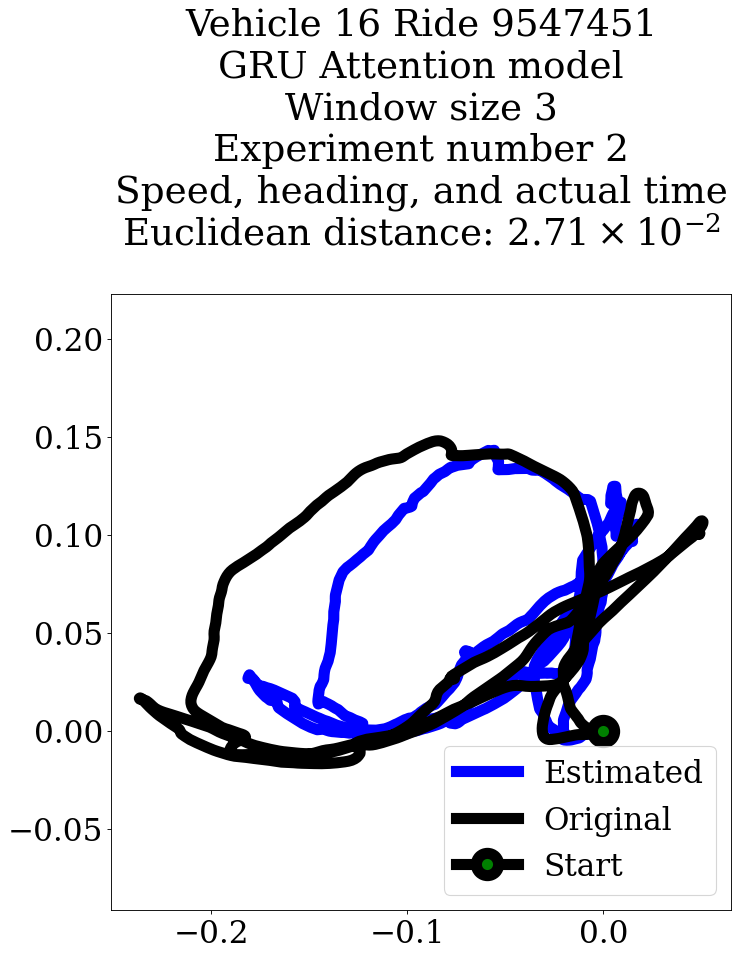 Vehicle 16 Ride 9547451
GRU Attention model
Window size 3
Experiment number 2
Speed, heading, and actual time
Euclidean distance: 2.71 × 10⁻²
0.20
0.15
0.10
0.05
0.00
−0.05
−0.2 −0.1 0.0
Estimated
Original
Start